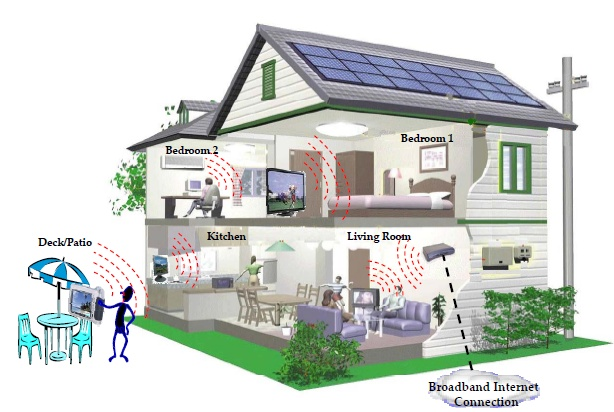 Bedroom 1
Bedroom 2
Kitchen
Living Room
Deck/Patio
Broadband Internet
Connection